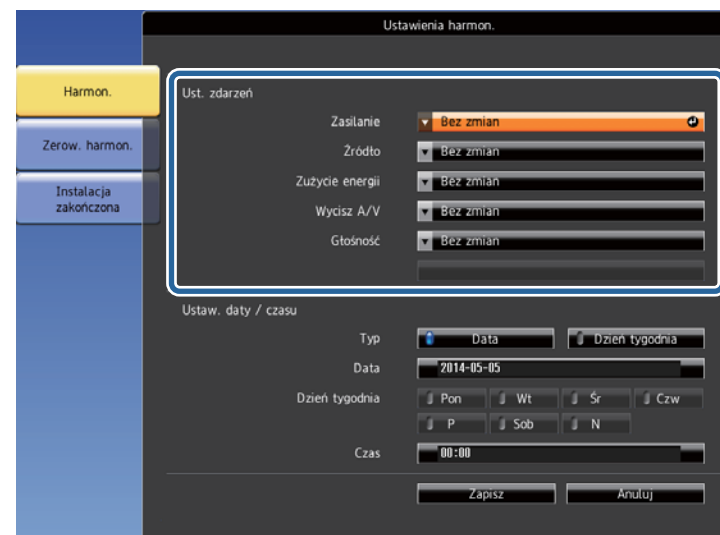 Ustawienia harmon.
Harmon.
Zerow. harmon.
Instalacja
zakończona
Ust. zdarzeń
Zasilanie Bez zmian
Źródło Bez zmian
Zużycie energii Bez zmian
Wycisz A/V Bez zmian
Głośność Bez zmian
Ustaw. daty / czasu
Typ Data Dzień tygodnia
Data 2014-05-05
Dzień tygodnia Pon Wt Śr Czw
P Sob N
Czas 00:00
Zapisz Anuluj